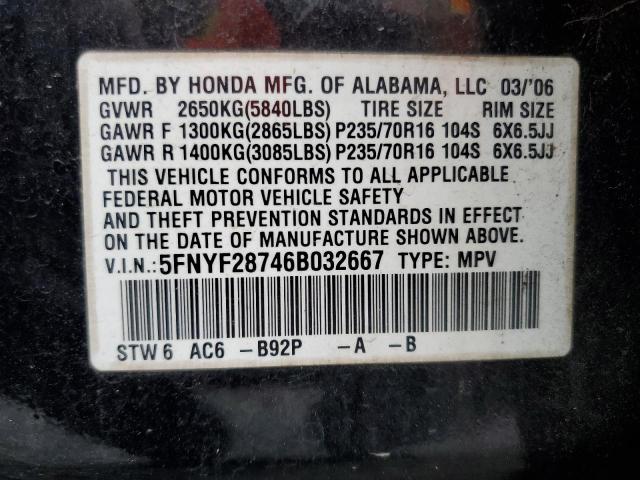 MFD. BY HONDA MFG. OF ALABAMA, LLC 03/'06
GVWR 2650KG(5840LBS) TIRE SIZE RIM SIZE
GAWR F 1300KG(2865LBS) P235/70R16 104S 6X6.5JJ
GAWR R 1400KG(3085LBS) P235/70R16 104S 6X6.5JJ
THIS VEHICLE CONFORMS TO ALL APPLICABLE
FEDERAL MOTOR VEHICLE SAFETY
AND THEFT PREVENTION STANDARDS IN EFFECT
ON THE DATE OF MANUFACTURE SHOWN ABOVE.
V.I.N.: 5FNYF28746B032667 TYPE: MPV
STW 6 AC6 -B92P -A -B